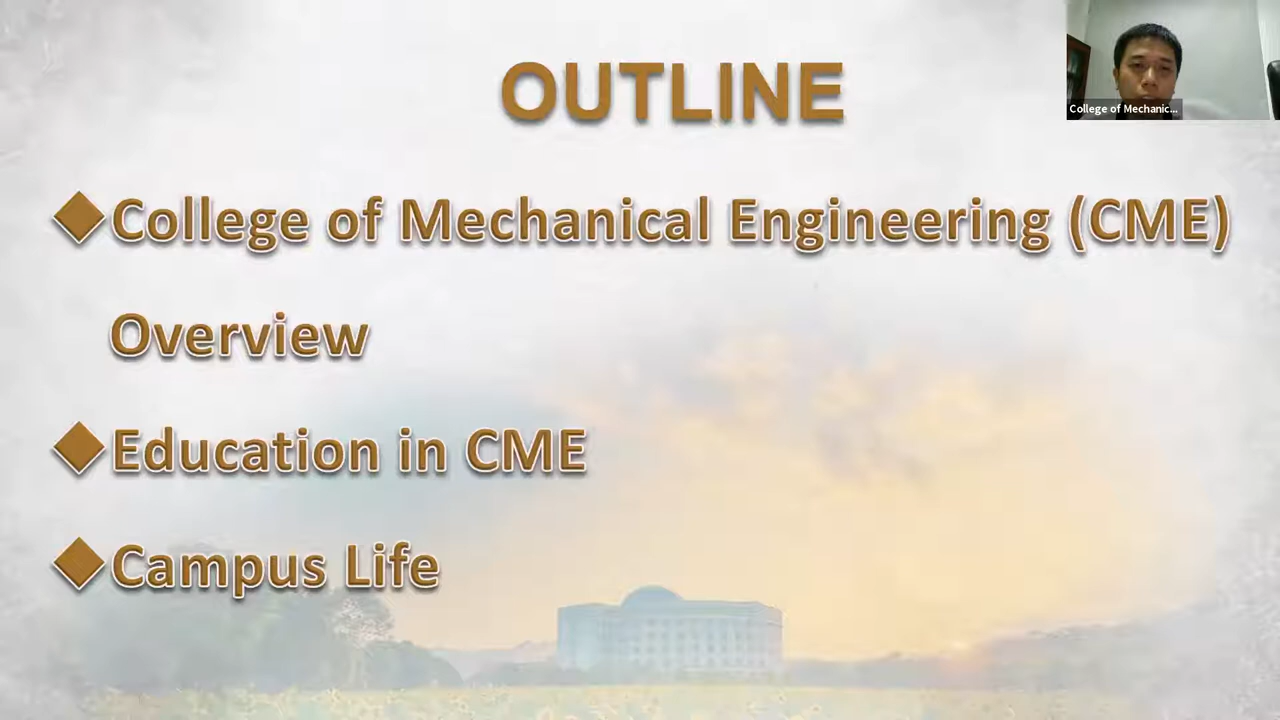 OUTLINE
College of Mechanic...
◆College of Mechanical Engineering (CME)
Overview
◆Education in CME
◆Campus Life